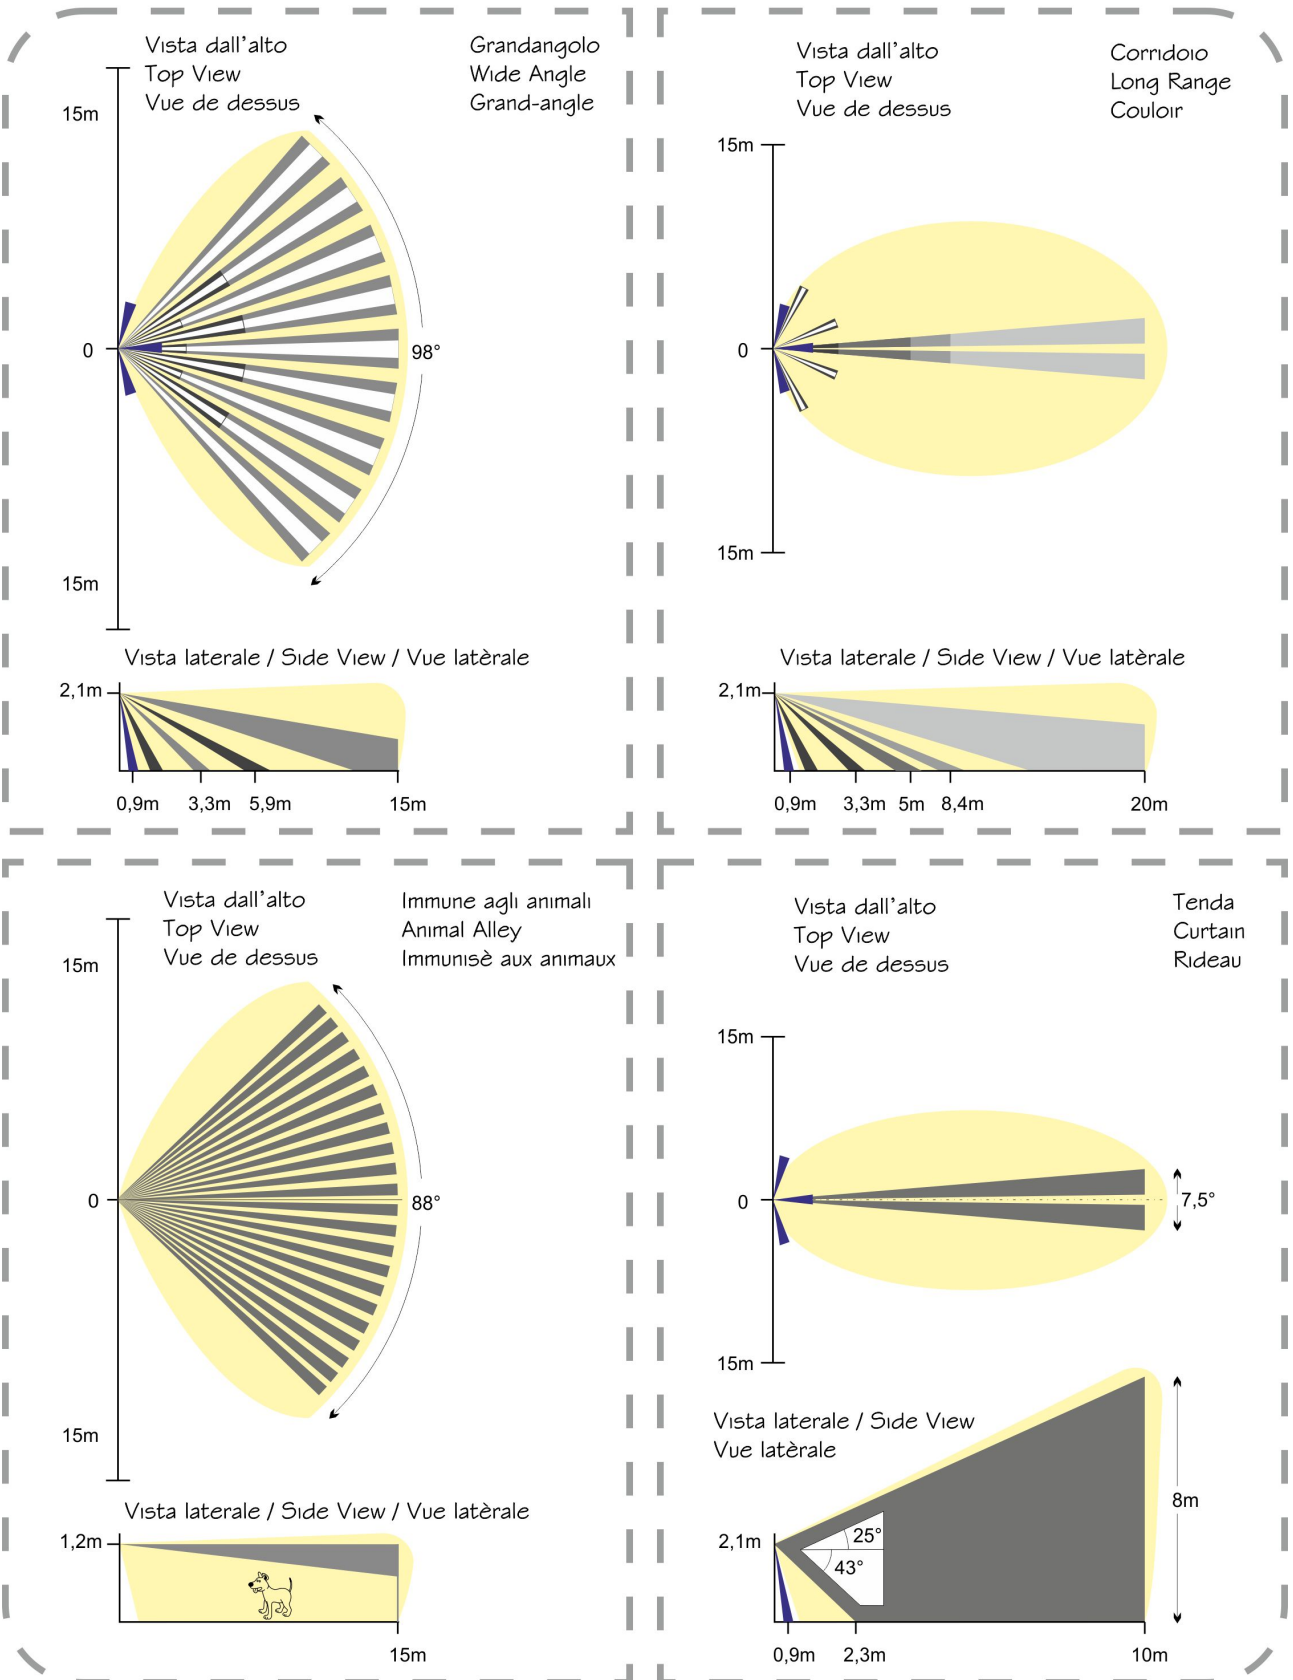 Vista dall'alto
Top View
Vue de dessus
Grandangolo
Wide Angle
Grand-angle
15m
0
98°
15m
Vista laterale / Side View / Vue latèrale
2,1m
0,9m 3,3m 5,9m 15m
Vista dall'alto
Top View
Vue de dessus
Corridoio
Long Range
Couloir
15m
0
15m
Vista laterale / Side View / Vue latèrale
2,1m
0,9m 3,3m 5m 8,4m 20m
Vista dall'alto
Top View
Vue de dessus
Immune agli animali
Animal Alley
Immunisè aux animaux
15m
0
88°
15m
Vista laterale / Side View / Vue latèrale
1,2m
15m
Vista dall'alto
Top View
Vue de dessus
Tenda
Curtain
Rideau
15m
0
7,5°
15m
Vista laterale / Side View
Vue latèrale
8m
2,1m
25°
43°
0,9m 2,3m 10m